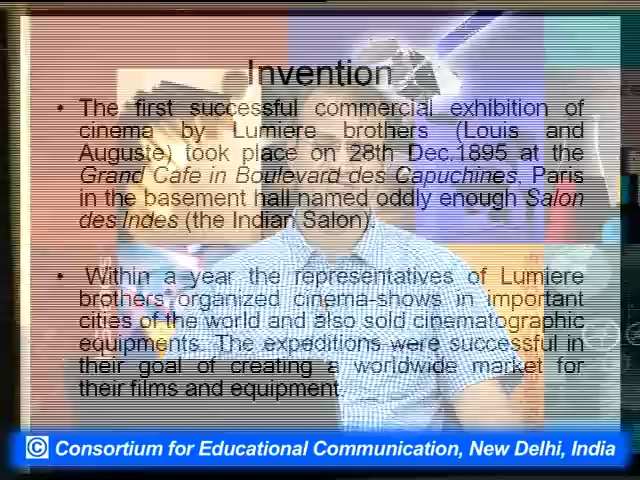 Invention
• The first successful commercial exhibition of
cinema by Lumiere brothers (Louis and
Auguste) took place on 28th Dec.1895 at the
Grand Cafe in Boulevard des Capuchines, Paris
in the basement hall named oddly enough Salon
des Indes (the Indian Salon).
• Within a year the representatives of Lumiere
brothers organized cinema-shows in important
cities of the world and also sold cinematographic
equipments. The expeditions were successful in
their goal of creating a worldwide market for
their films and equipment.
© Consortium for Educational Communication, New Delhi, India